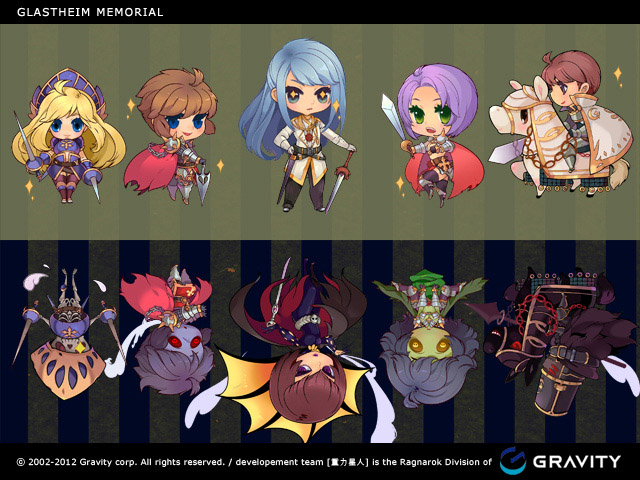 GLASTHEIM MEMORIAL
© 2002-2012 Gravity corp. All rights reserved. / developement team [重力星人] is the Ragnarok Division of GRAVITY